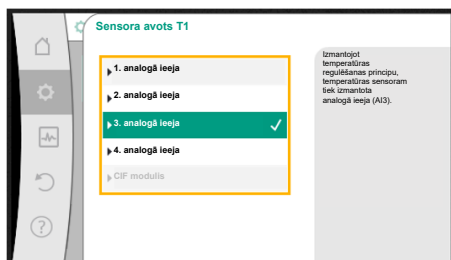 Sensora avots T1
1. analogā ieeja
2. analogā ieeja
3. analogā ieeja
4. analogā ieeja
CIF modulis
Izmantojot
temperatūras
regulēšanas principu,
temperatūras sensoram
tiek izmantota
analogā ieeja (AI3).